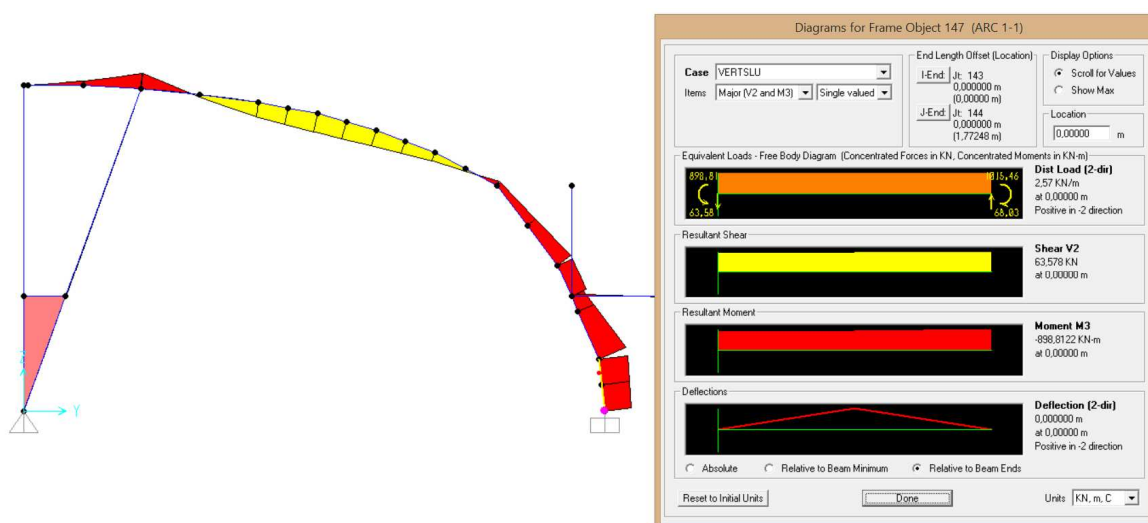 Diagrams for Frame Object 147 (ARC 1-1)
Case VERTSLU
Items Major (V2 and M3) Single valued
End Length Offset (Location)
I-End: Jt: 143
0,000000 m
(0,00000 m)
J-End: Jt: 144
0,000000 m
(1,77248 m)
Display Options
Scroll for Values
Show Max
Location
0,00000 m
Equivalent Loads - Free Body Diagram (Concentrated Forces in KN, Concentrated Moments in KN-m)
898,81 1015,46
63,58 68,03
Dist Load (2-dir)
2,57 KN/m
at 0,00000 m
Positive in -2 direction
Resultant Shear
Shear V2
63,578 KN
at 0,00000 m
Resultant Moment
Moment M3
-898,8122 KN-m
at 0,00000 m
Deflections
Deflection (2-dir)
0,000000 m
at 0,00000 m
Positive in -2 direction
Absolute Relative to Beam Minimum Relative to Beam Ends
Reset to Initial Units Done Units KN, m, C
Y